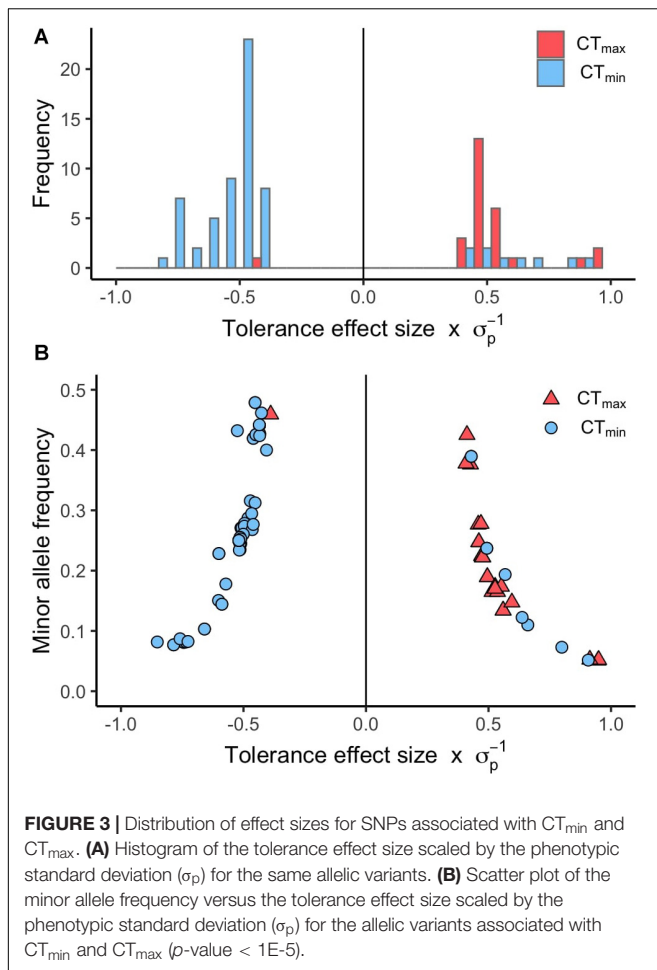 A
CTmax
CTmin
Frequency
20
15
10
5
0
-1.0 -0.5 0.0 0.5 1.0
Tolerance effect size x σp⁻¹
B
CTmax
CTmin
Minor allele frequency
0.5
0.4
0.3
0.2
0.1
0.0
-1.0 -0.5 0.0 0.5 1.0
Tolerance effect size x σp⁻¹
FIGURE 3 | Distribution of effect sizes for SNPs associated with CTmin and
CTmax. (A) Histogram of the tolerance effect size scaled by the phenotypic
standard deviation (σp) for the same allelic variants. (B) Scatter plot of the
minor allele frequency versus the tolerance effect size scaled by the
phenotypic standard deviation (σp) for the allelic variants associated with
CTmin and CTmax (p-value < 1E-5).